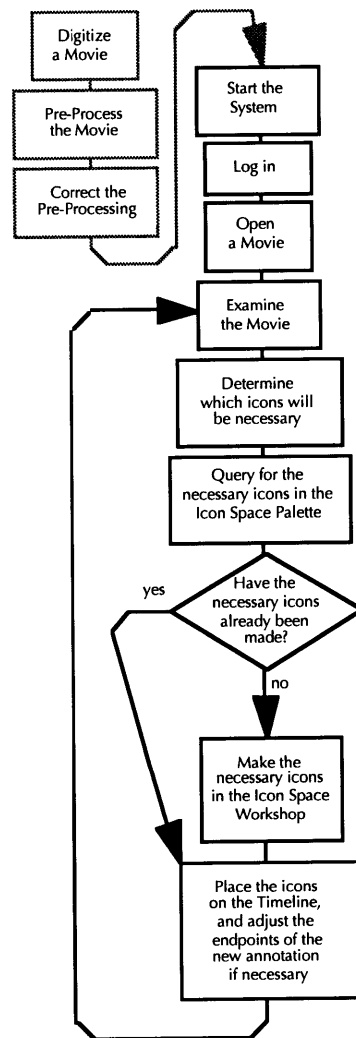 Digitize
a Movie
Pre-Process
the Movie
Correct the
Pre-Processing
Start the
System
Log in
Open
a Movie
Examine
the Movie
Determine
which icons will
be necessary
Query for the
necessary icons in the
Icon Space Palette
Have the
necessary icons
already been
made?
yes
no
Make the
necessary icons
in the Icon Space
Workshop
Place the icons
on the Timeline,
and adjust the
endpoints of the
new annotation
if necessary